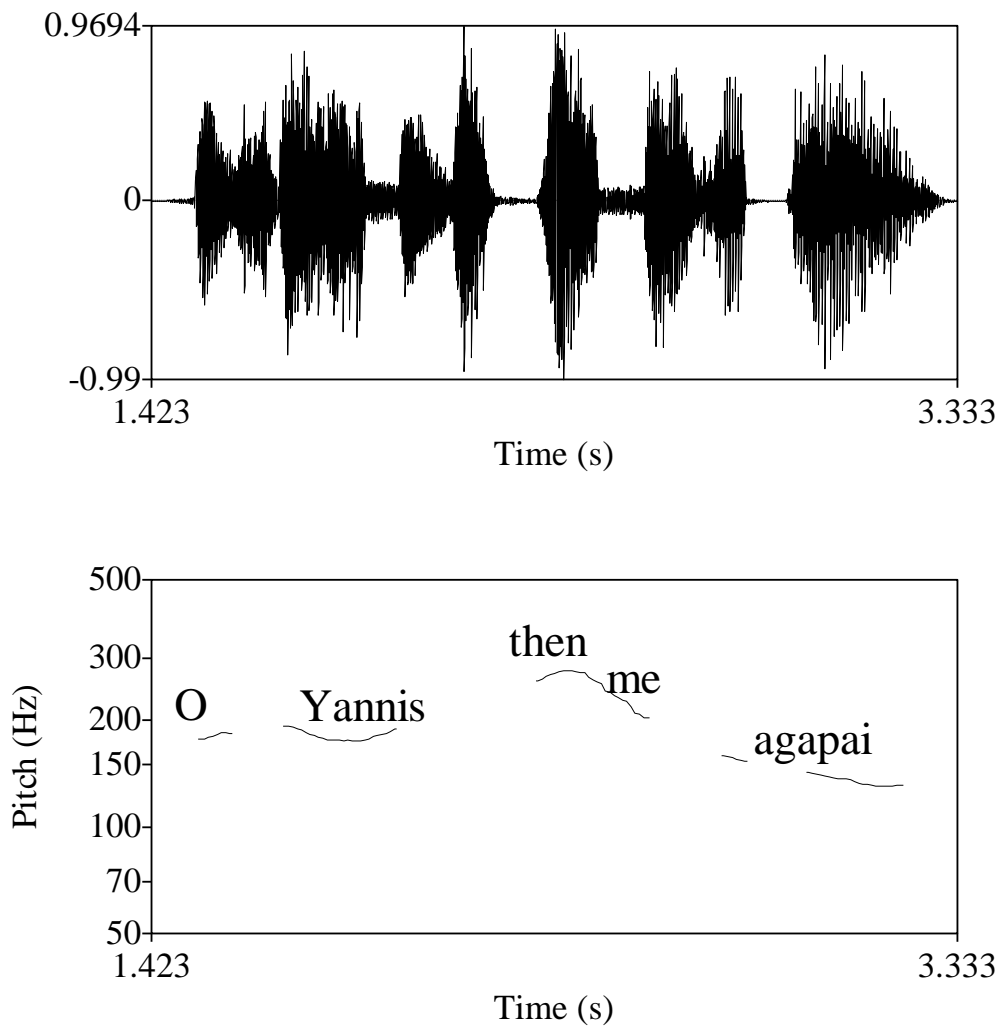 0.9694
0
-0.99
1.423 3.333
Time (s)
500
300
200
150
100
70
50
Pitch (Hz)
then
me
O Yannis
agapai
1.423 3.333
Time (s)